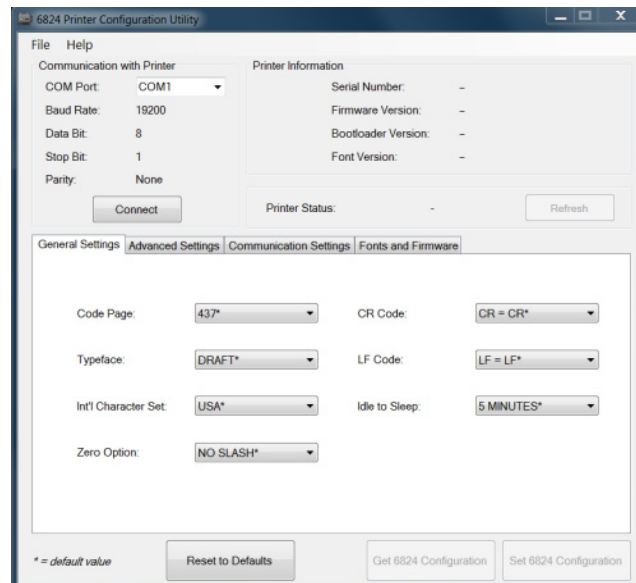 6824 Printer Configuration Utility
File Help
Communication with Printer
COM Port: COM1
Baud Rate: 19200
Data Bit: 8
Stop Bit: 1
Parity: None
Connect
Printer Information
Serial Number: –
Firmware Version: –
Bootloader Version: –
Font Version: –
Printer Status: - Refresh
General Settings Advanced Settings Communication Settings Fonts and Firmware
Code Page: 437* CR Code: CR = CR*
Typeface: DRAFT* LF Code: LF = LF*
Int'l Character Set: USA* Idle to Sleep: 5 MINUTES*
Zero Option: NO SLASH*
* = default value Reset to Defaults Get 6824 Configuration Set 6824 Configuration